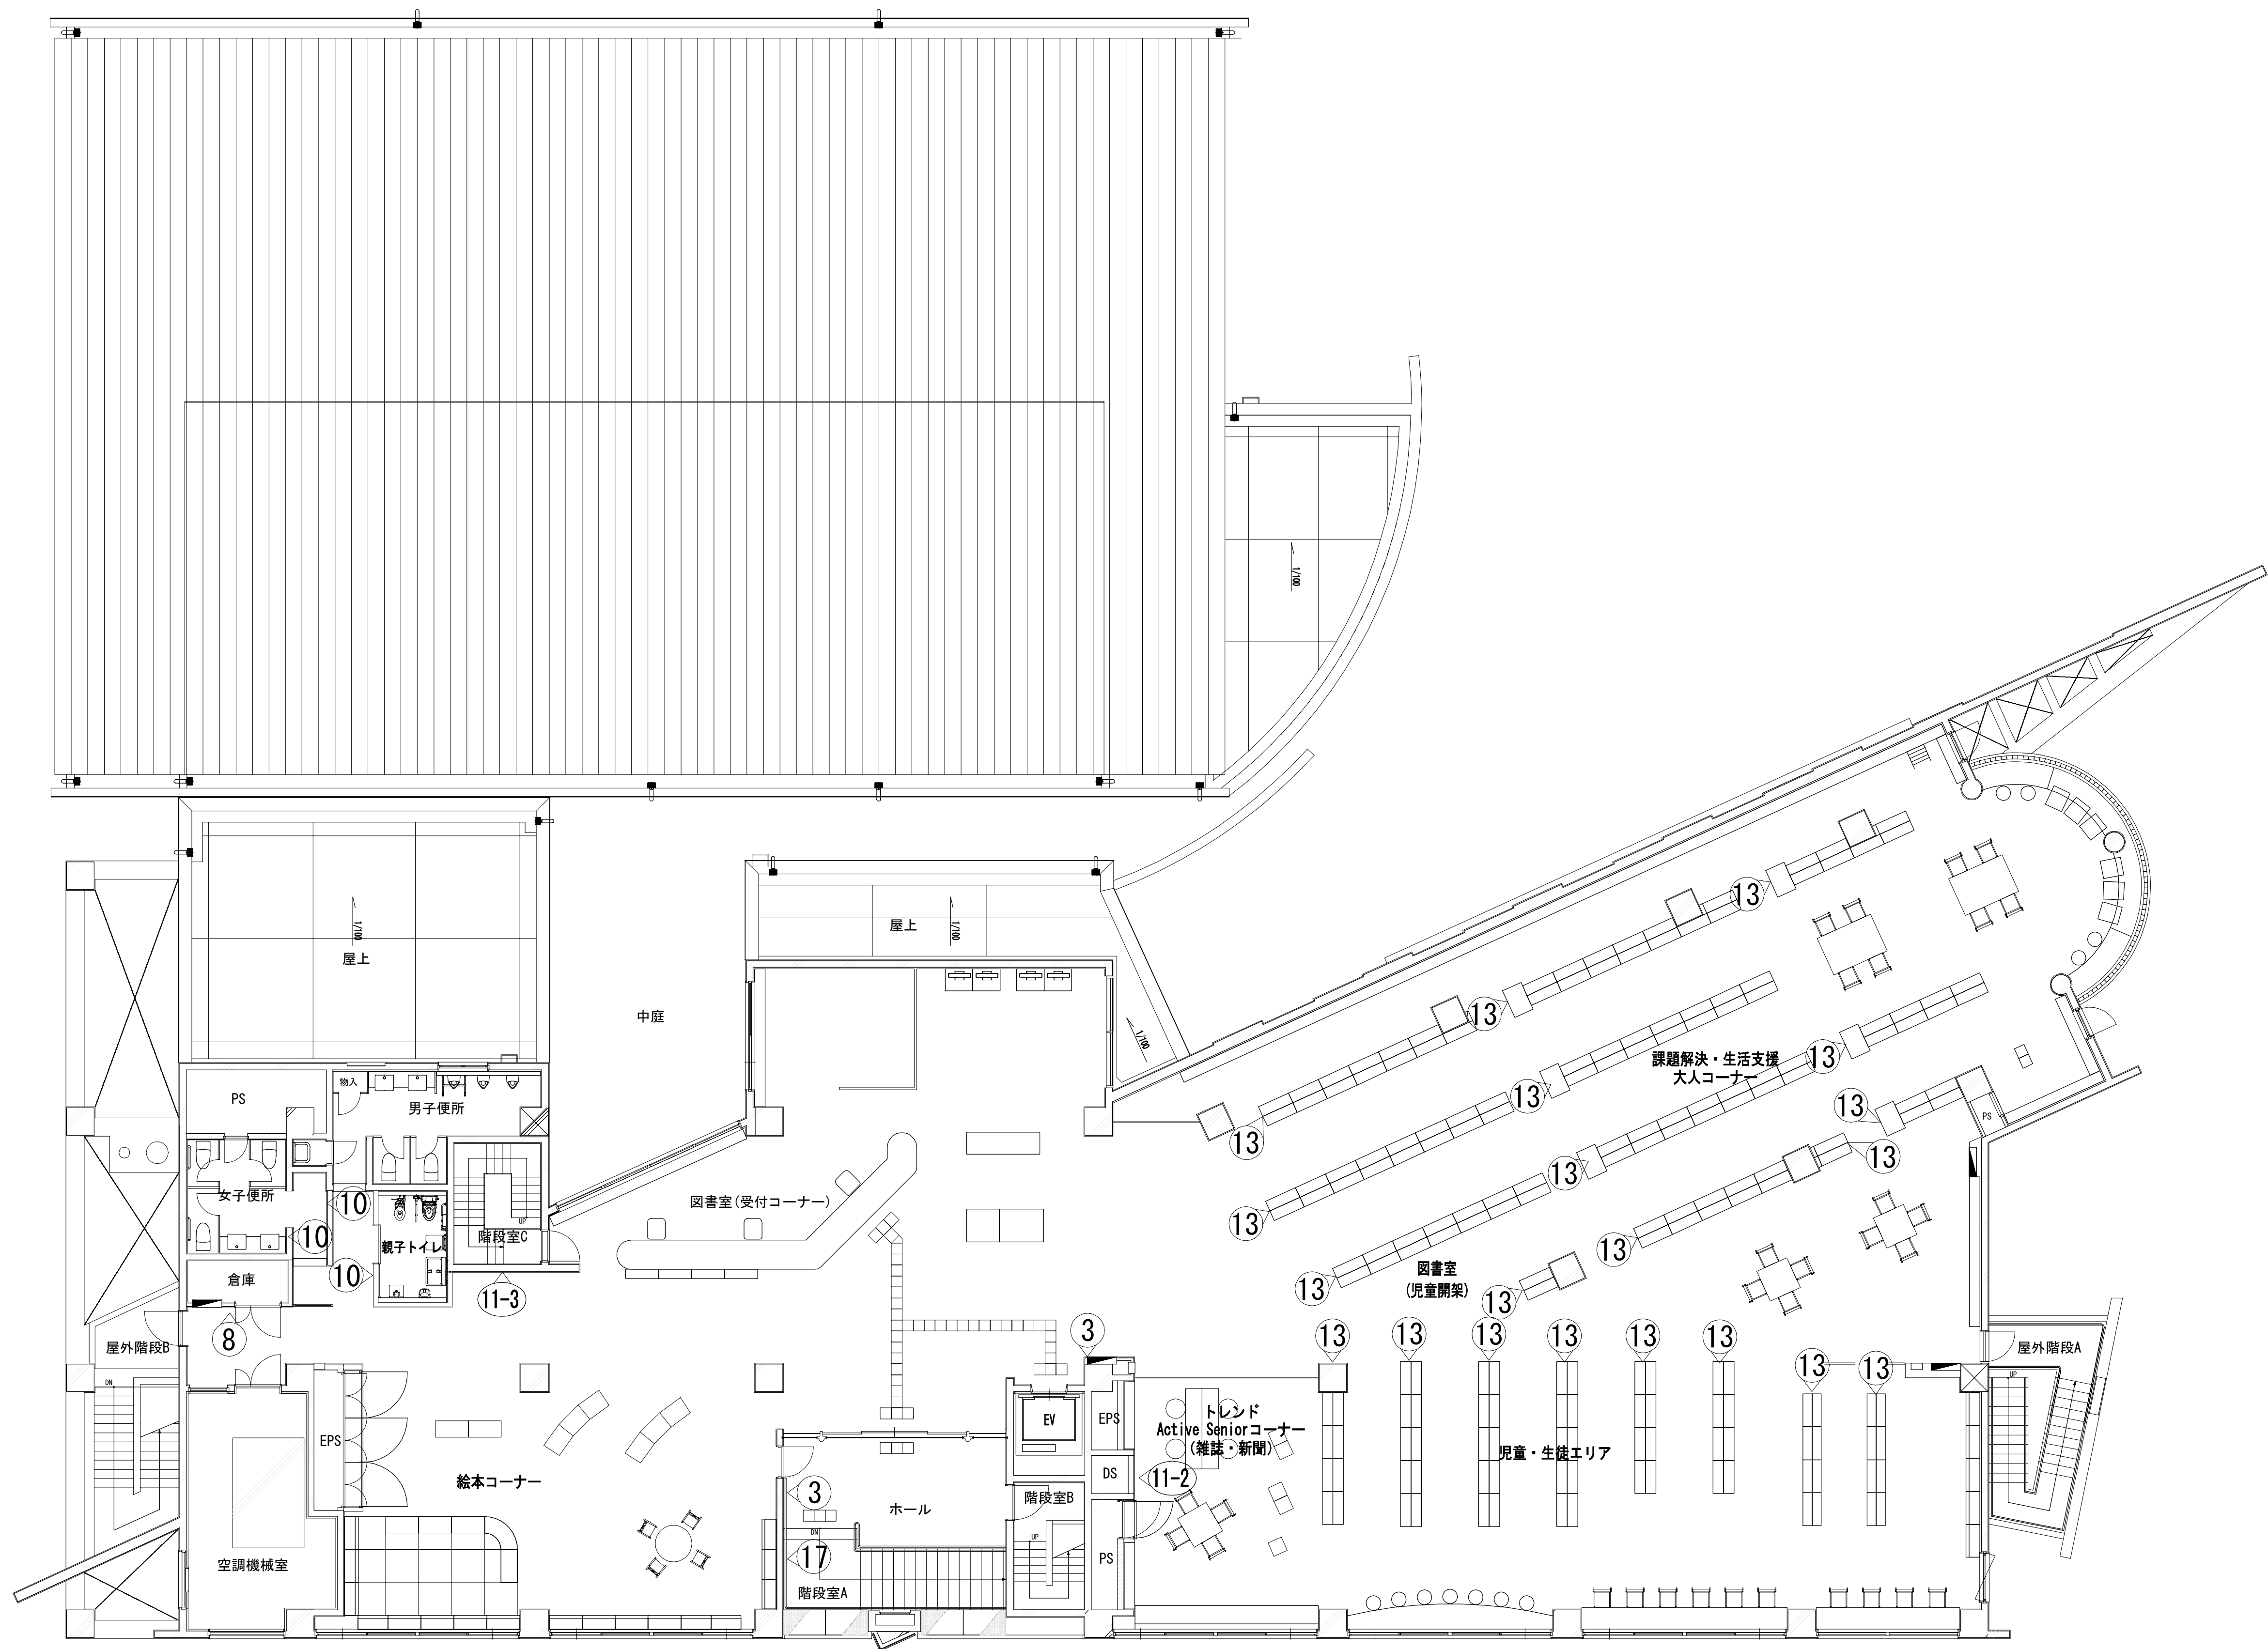 1/100
1/100
屋上
屋上
1/100
中庭
1/100
13
13
13
13
13
13
13
13
13
13
13
13
13
課題解決・生活支援
大人コーナー
PS
物入
男子便所
PS
女子便所
10
10
10
親子トイレ
階段室C
UP
11-3
倉庫
8
図書室(受付コーナー)
図書室
(児童開架)
屋外階段B
DN
3
13
13
13
13
13
13
13
13
屋外階段A
UP
EPS
絵本コーナー
EV
EPS
トレンド
Active Seniorコーナー
(雑誌・新聞)
児童・生徒エリア
DS
11-2
3
ホール
階段室B
UP
DN
17
階段室A
PS
空調機械室